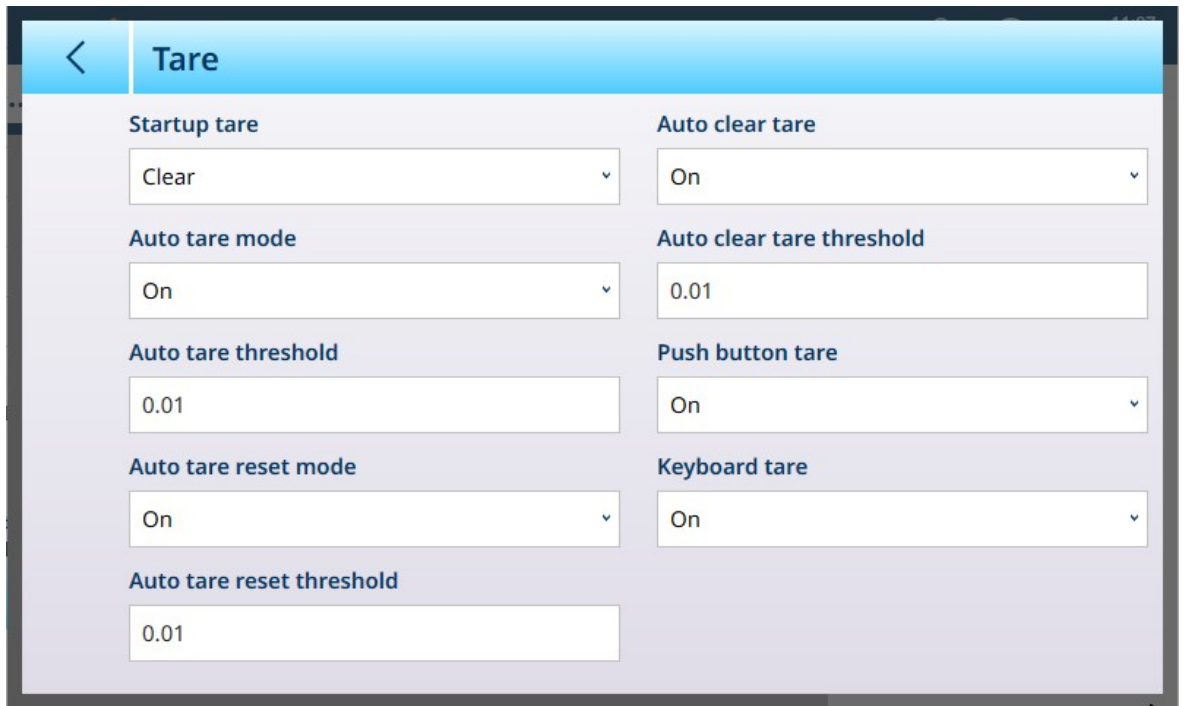 Tare
Startup tare
Clear
Auto tare mode
On
Auto tare threshold
0.01
Auto tare reset mode
On
Auto tare reset threshold
0.01
Auto clear tare
On
Auto clear tare threshold
0.01
Push button tare
On
Keyboard tare
On